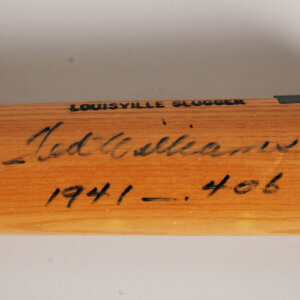 LOUISVILLE SLUGGER
Ted Williams
1941 — .406